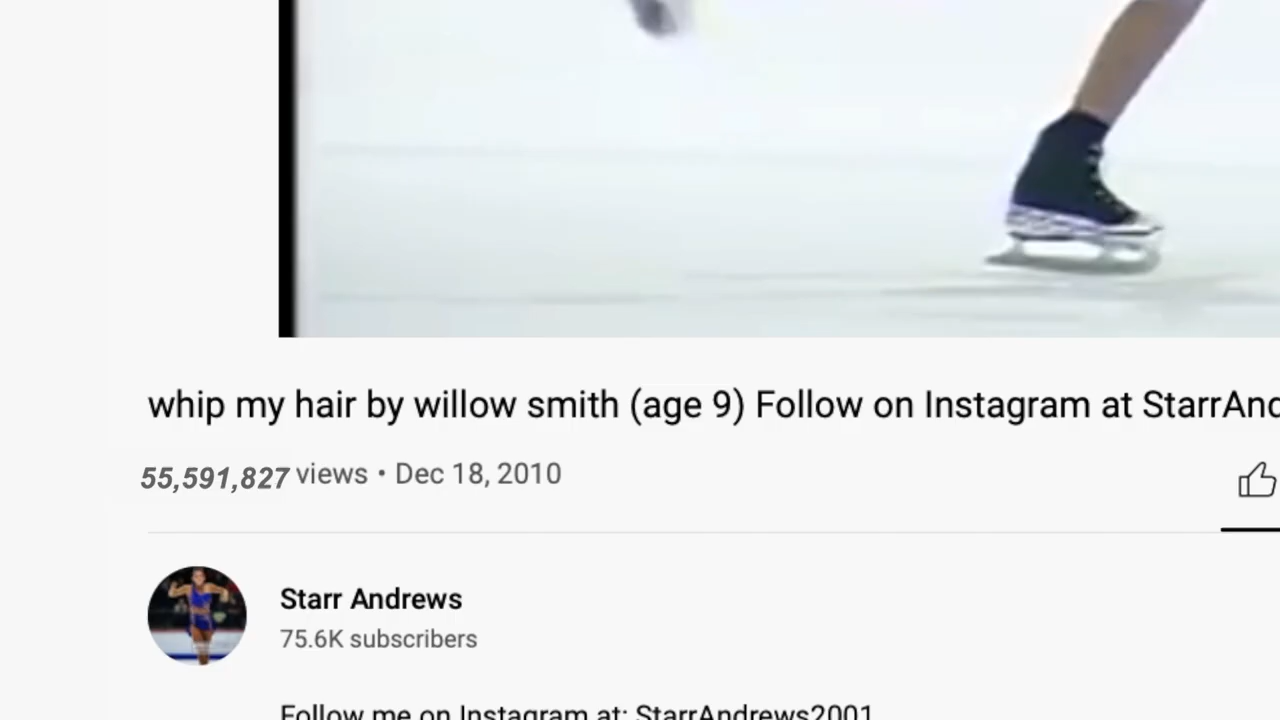 whip my hair by willow smith (age 9) Follow on Instagram at StarrAnd
55,591,827 views • Dec 18, 2010
Starr Andrews
75.6K subscribers
Follow me on Instagram at: StarrAndrews2001